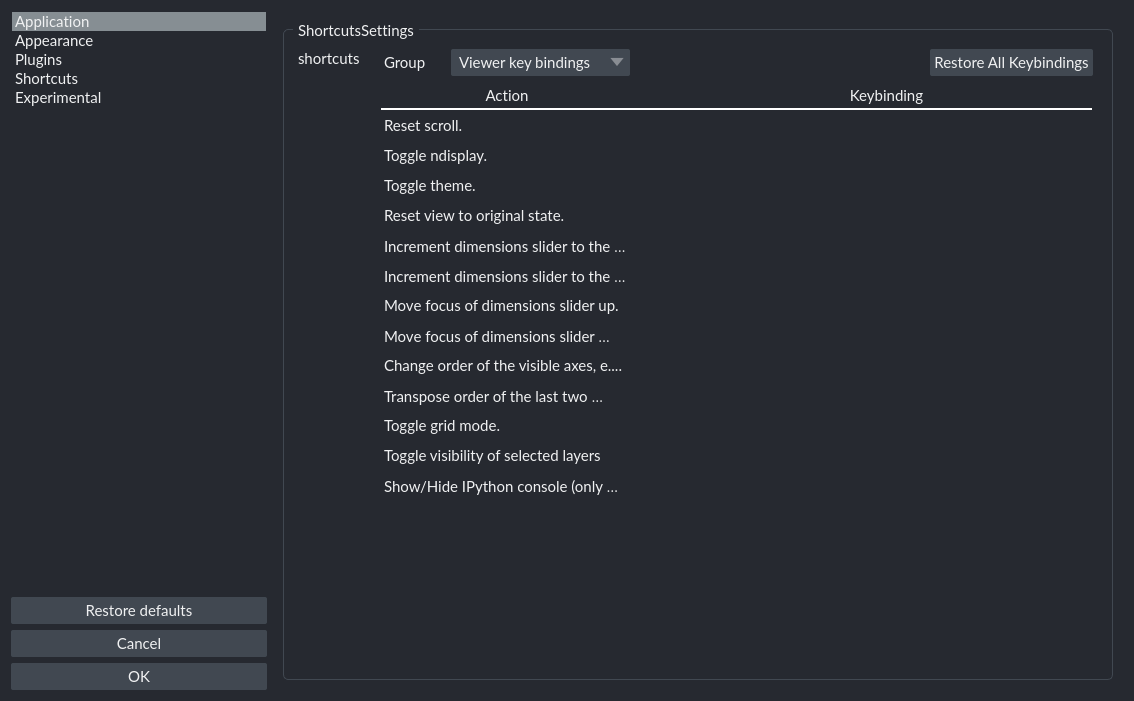 Application
Appearance
Plugins
Shortcuts
Experimental
Restore defaults
Cancel
OK
ShortcutsSettings
shortcuts
Group
Viewer key bindings
Restore All Keybindings
Action
Keybinding
Reset scroll.
Toggle ndisplay.
Toggle theme.
Reset view to original state.
Increment dimensions slider to the ...
Increment dimensions slider to the ...
Move focus of dimensions slider up.
Move focus of dimensions slider ...
Change order of the visible axes, e....
Transpose order of the last two ...
Toggle grid mode.
Toggle visibility of selected layers
Show/Hide IPython console (only ...